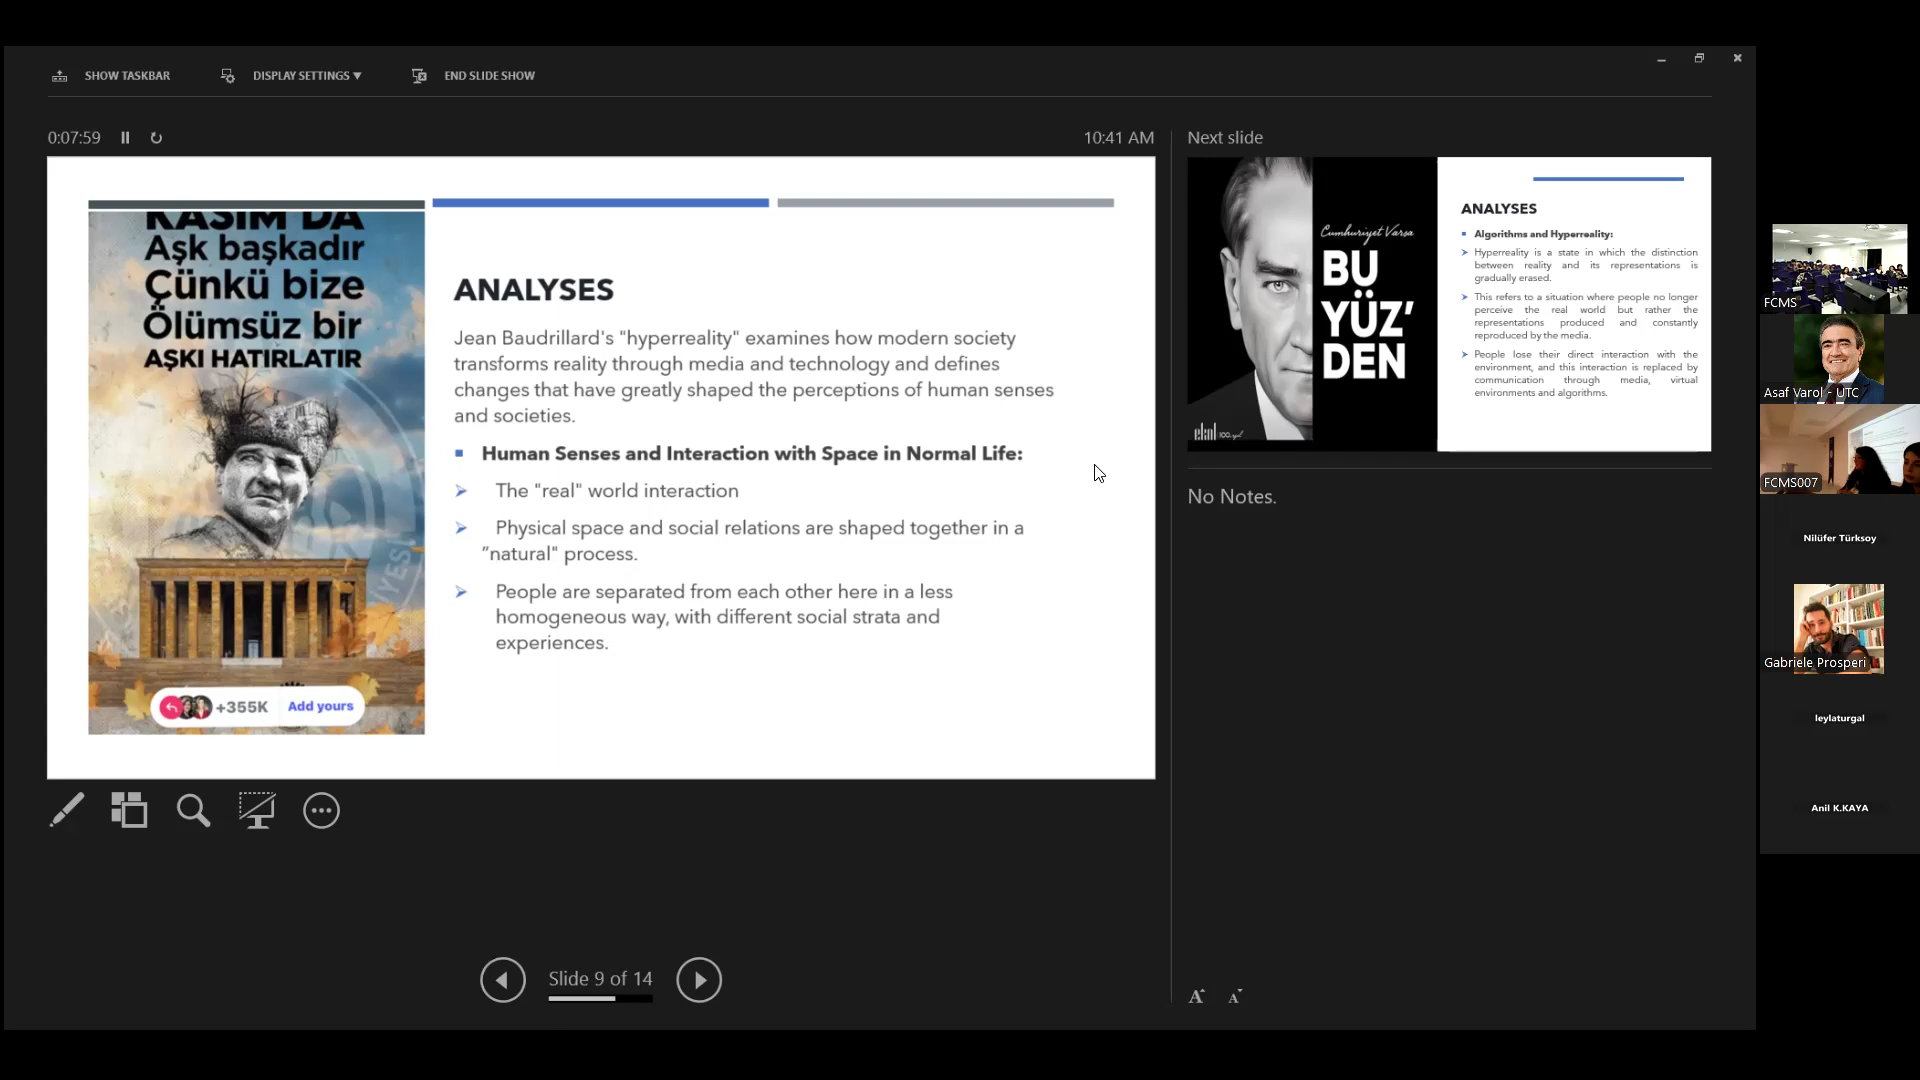 SHOW TASKBAR
DISPLAY SETTINGS ▼
END SLIDE SHOW
0:07:59
10:41 AM
KASIM'DA
Aşk başkadır
Çünkü bize
Ölümsüz bir
AŞKI HATIRLATIR
+355K
Add yours
ANALYSES
Jean Baudrillard's "hyperreality" examines how modern society
transforms reality through media and technology and defines
changes that have greatly shaped the perceptions of human senses
and societies.
Human Senses and Interaction with Space in Normal Life:
The "real" world interaction
Physical space and social relations are shaped together in a
”natural" process.
People are separated from each other here in a less
homogeneous way, with different social strata and
experiences.
Slide 9 of 14
Next slide
Cumhuriyet Varsa
BU
YÜZ'
DEN
100.yıl
ANALYSES
Algorithms and Hyperreality:
Hyperreality is a state in which the distinction
between reality and its representations is
gradually erased.
This refers to a situation where people no longer
perceive the real world but rather the
representations produced and constantly
reproduced by the media.
People lose their direct interaction with the
environment, and this interaction is replaced by
communication through media, virtual
environments and algorithms.
No Notes.
A
A
FCMS
Asaf Varol - UTC
FCMS007
Nilüfer Türksoy
Gabriele Prosperi
leylaturgal
Anil K.KAYA